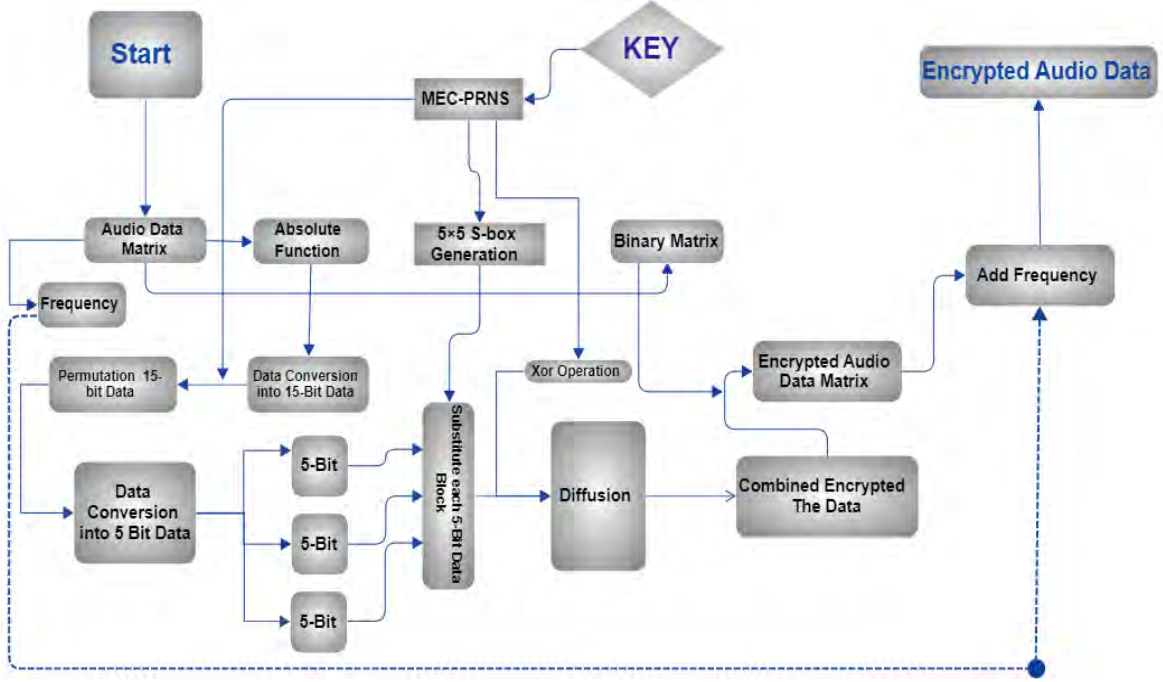 Start
KEY
Encrypted Audio Data
MEC-PRNS
Audio Data
Matrix
Absolute
Function
5×5 S-box
Generation
Binary Matrix
Add Frequency
Frequency
Permutation 15-
bit Data
Data Conversion
into 15-Bit Data
Xor Operation
Encrypted Audio
Data Matrix
Substitute each 5-Bit Data
Block
5-Bit
5-Bit
5-Bit
Data
Conversion
into 5 Bit Data
Diffusion
Combined Encrypted
The Data